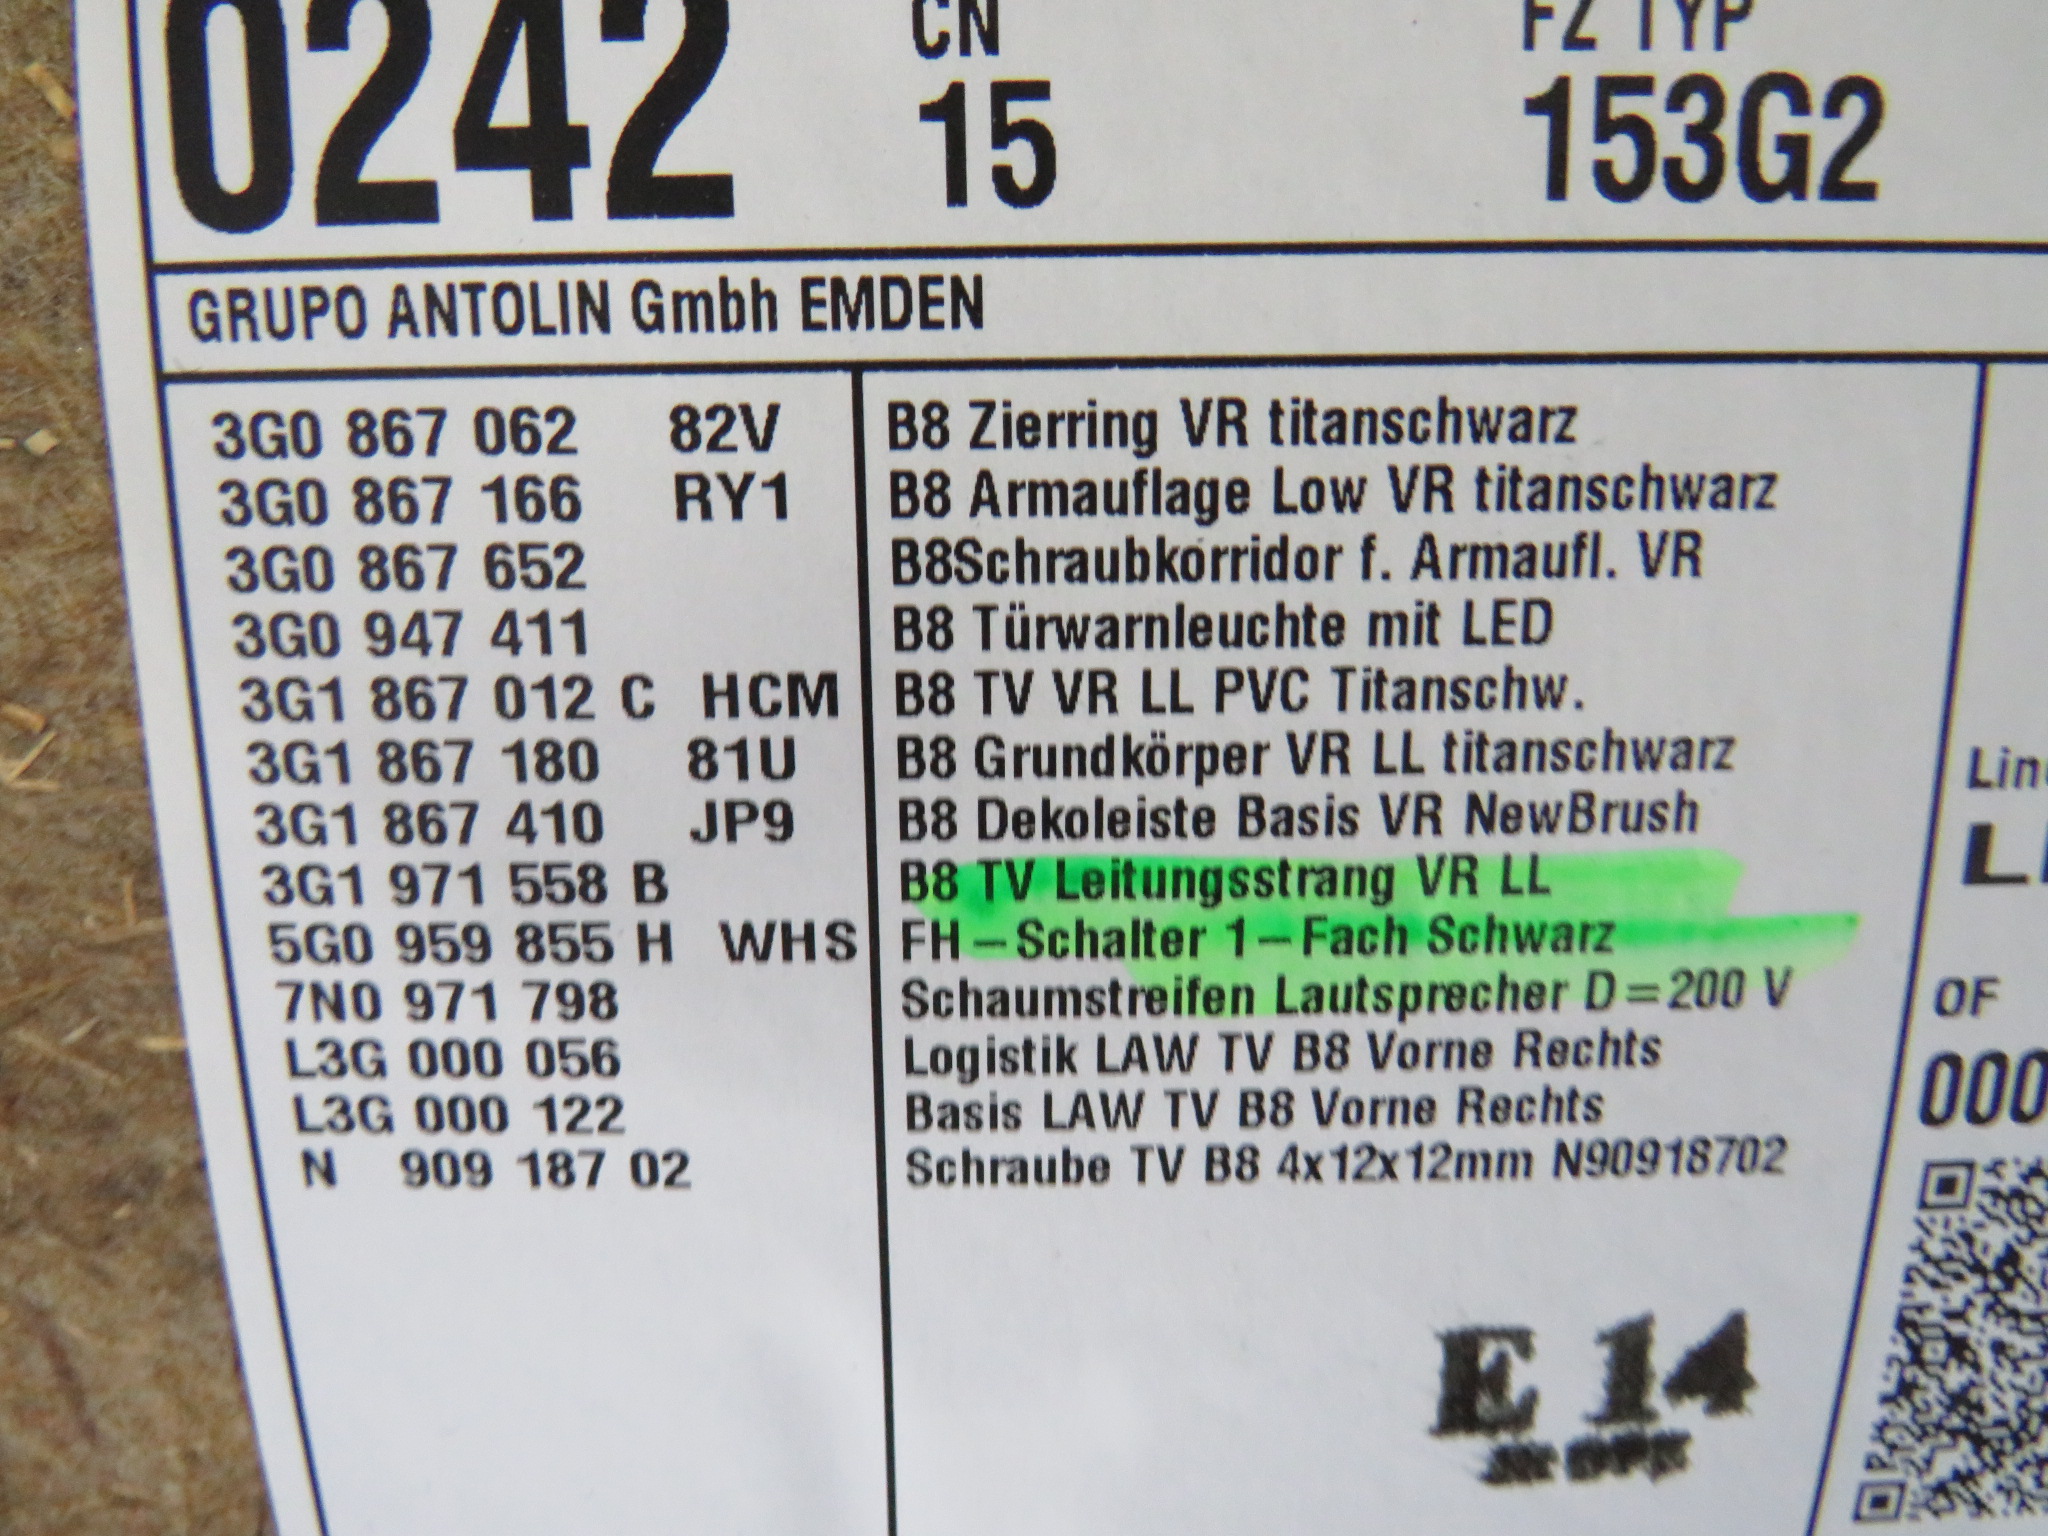 0242
CN
15
FZ TYP
153G2
GRUPO ANTOLIN Gmbh EMDEN
3G0 867 062 82V B8 Zierring VR titanschwarz
3G0 867 166 RY1 B8 Armauflage Low VR titanschwarz
3G0 867 652 B8Schraubkorridor f. Armaufl. VR
3G0 947 411 B8 Türwarnleuchte mit LED
3G1 867 012 C HCM B8 TV VR LL PVC Titanschw.
3G1 867 180 81U B8 Grundkörper VR LL titanschwarz
3G1 867 410 JP9 B8 Dekoleiste Basis VR NewBrush
3G1 971 558 B B8 TV Leitungsstrang VR LL
5G0 959 855 H WHS FH-Schalter 1-Fach Schwarz
7N0 971 798 Schaumstreifen Lautsprecher D=200 V
L3G 000 056 Logistik LAW TV B8 Vorne Rechts
L3G 000 122 Basis LAW TV B8 Vorne Rechts
N 909 187 02 Schraube TV B8 4x12x12mm N90918702
OF
000
E 14